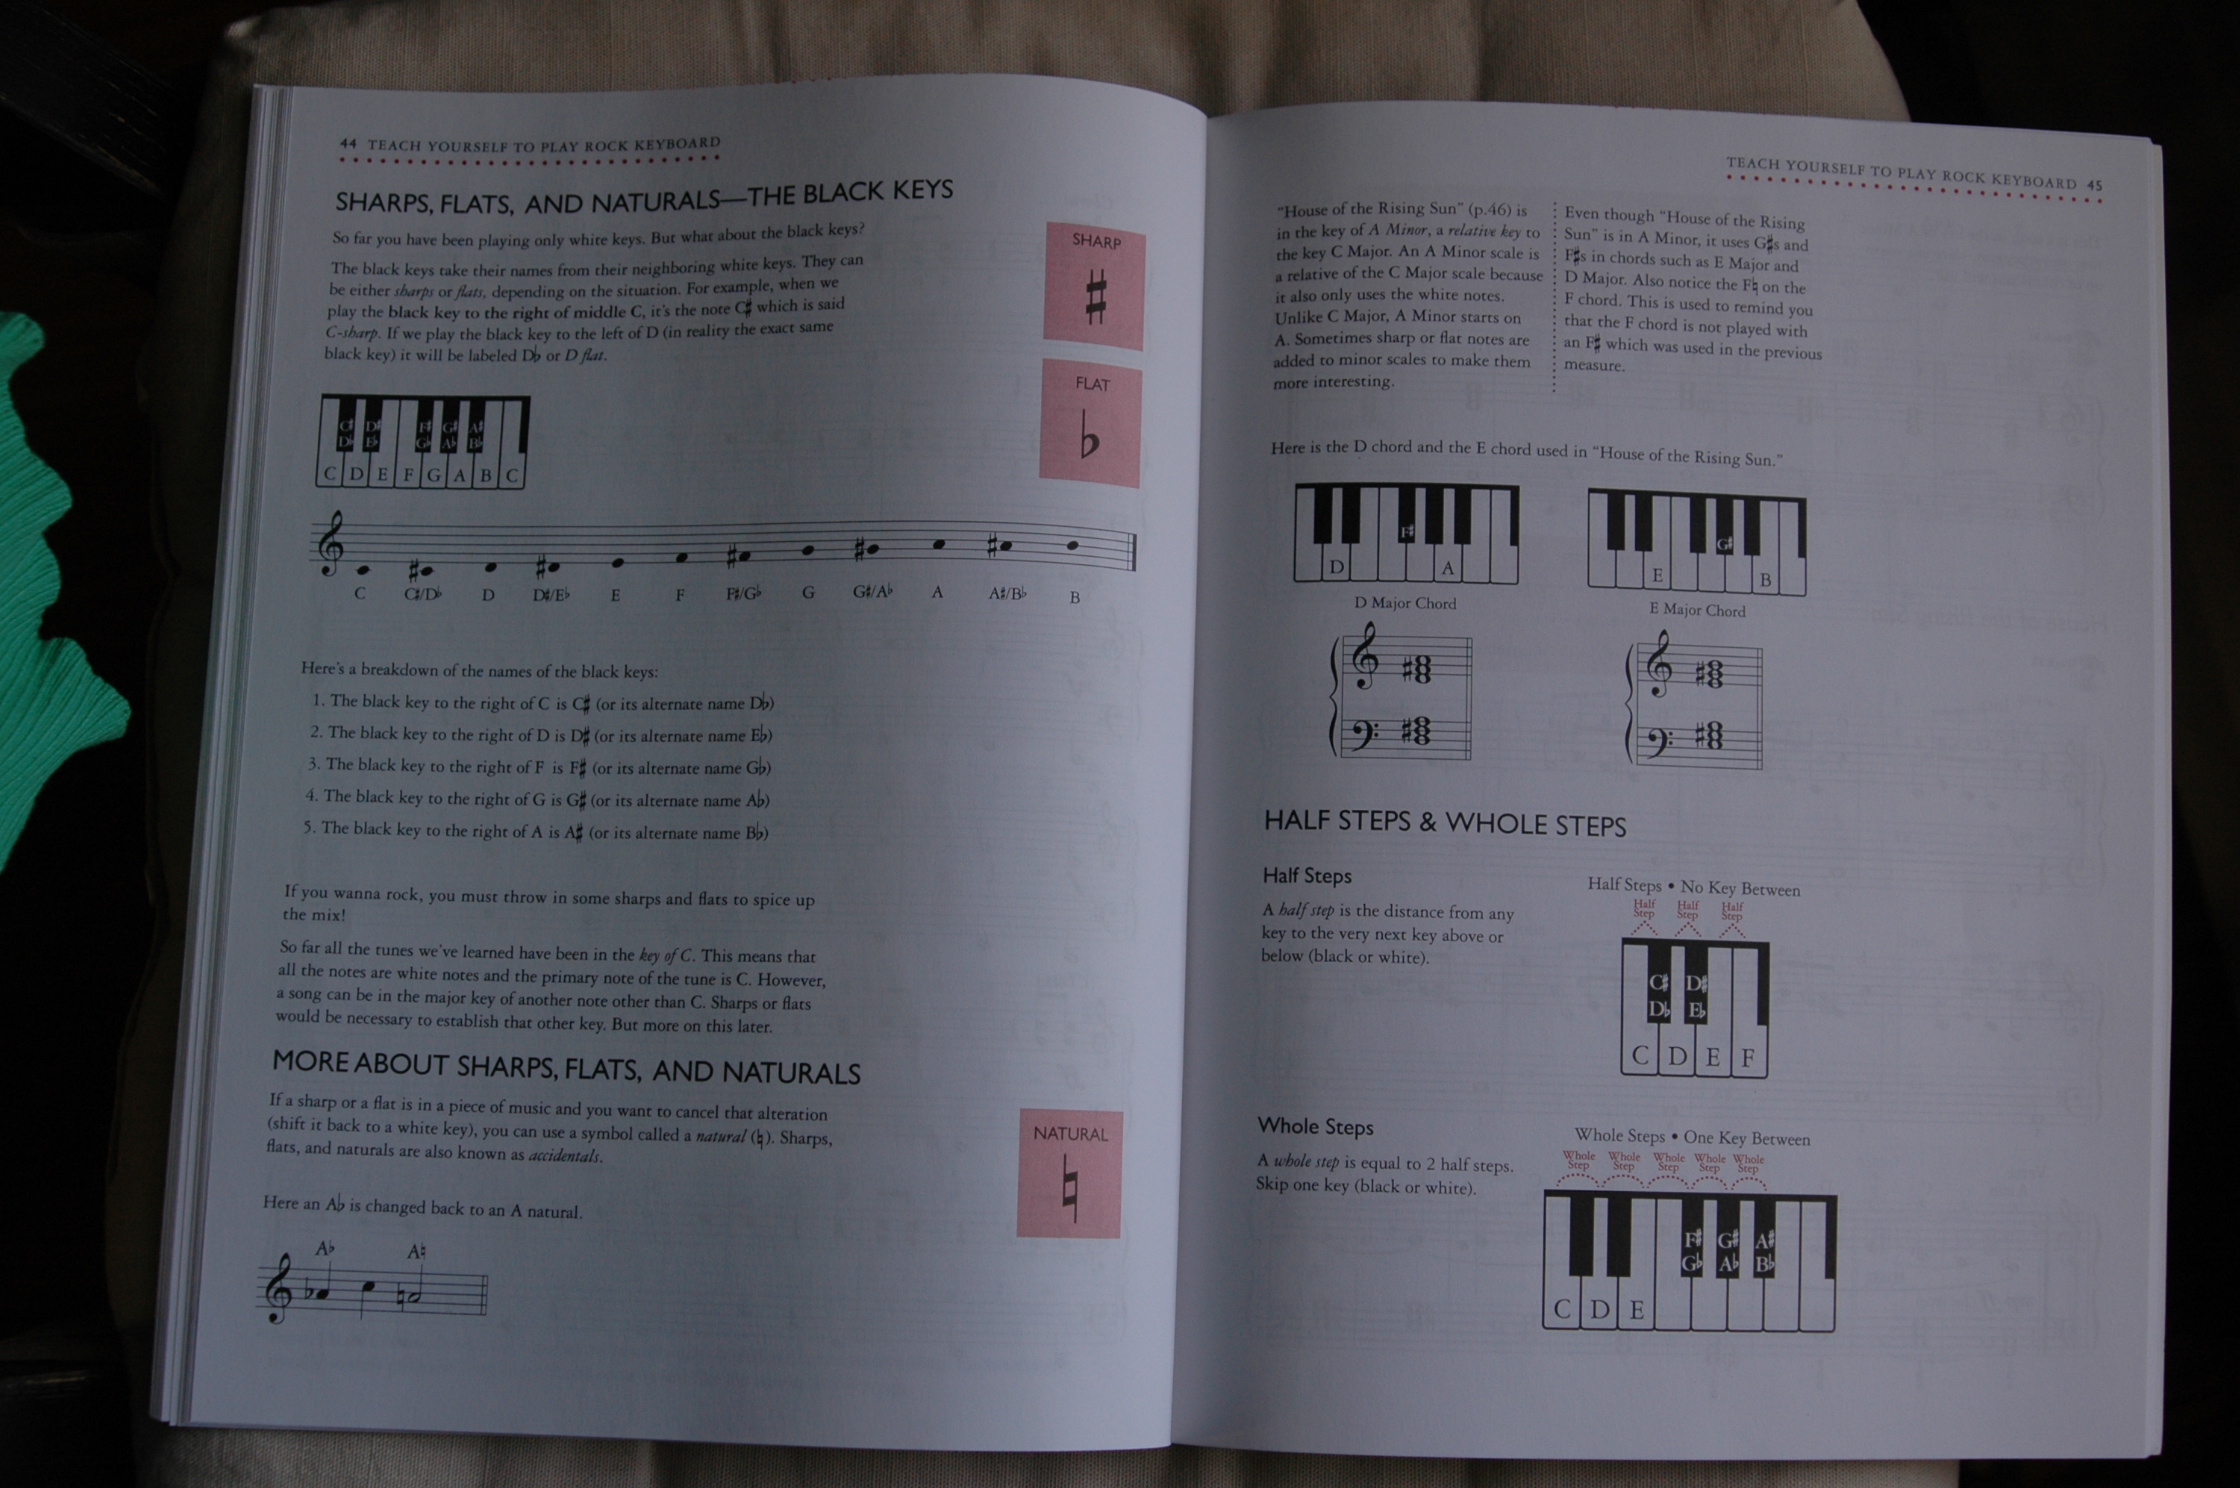 44 TEACH YOURSELF TO PLAY ROCK KEYBOARD
SHARPS, FLATS, AND NATURALS—THE BLACK KEYS
So far you have been playing only white keys. But what about the black keys?
The black keys take their names from their neighboring white keys. They can
be either sharps or flats, depending on the situation. For example, when we
play the black key to the right of middle C, it's the note C♯ which is said
C-sharp. If we play the black key to the left of D (in reality the exact same
black key) it will be labeled D♭ or D flat.
SHARP
♯
FLAT
♭
C♯ D♯ F♯ G♯ A♯
D♭ E♭ G♭ A♭ B♭
C D E F G A B C
C C♯/D♭ D D♯/E♭ E F F♯/G♭ G G♯/A♭ A A♯/B♭ B
Here's a breakdown of the names of the black keys:
1. The black key to the right of C is C♯ (or its alternate name D♭)
2. The black key to the right of D is D♯ (or its alternate name E♭)
3. The black key to the right of F is F♯ (or its alternate name G♭)
4. The black key to the right of G is G♯ (or its alternate name A♭)
5. The black key to the right of A is A♯ (or its alternate name B♭)
If you wanna rock, you must throw in some sharps and flats to spice up
the mix!
So far all the tunes we've learned have been in the key of C. This means that
all the notes are white notes and the primary note of the tune is C. However,
a song can be in the major key of another note other than C. Sharps or flats
would be necessary to establish that other key. But more on this later.
MORE ABOUT SHARPS, FLATS, AND NATURALS
If a sharp or a flat is in a piece of music and you want to cancel that alteration
(shift it back to a white key), you can use a symbol called a natural (♮). Sharps,
flats, and naturals are also known as accidentals.
NATURAL
♮
Here an A♭ is changed back to an A natural.
A♭ A♮
TEACH YOURSELF TO PLAY ROCK KEYBOARD 45
"House of the Rising Sun" (p.46) is
in the key of A Minor, a relative key to
the key C Major. An A Minor scale is
a relative of the C Major scale because
it also only uses the white notes.
Unlike C Major, A Minor starts on
A. Sometimes sharp or flat notes are
added to minor scales to make them
more interesting.
Even though "House of the Rising
Sun" is in A Minor, it uses G♯s and
F♯s in chords such as E Major and
D Major. Also notice the F♮ on the
F chord. This is used to remind you
that the F chord is not played with
an F♯ which was used in the previous
measure.
Here is the D chord and the E chord used in "House of the Rising Sun."
F♯
D A
D Major Chord
G♯
E B
E Major Chord
HALF STEPS & WHOLE STEPS
Half Steps
A half step is the distance from any
key to the very next key above or
below (black or white).
Half Steps • No Key Between
Half Half Half
Step Step Step
C♯ D♯
D♭ E♭
C D E F
Whole Steps
A whole step is equal to 2 half steps.
Skip one key (black or white).
Whole Steps • One Key Between
Whole Whole Whole Whole Whole
Step Step Step Step Step
F♯ G♯ A♯
G♭ A♭ B♭
C D E